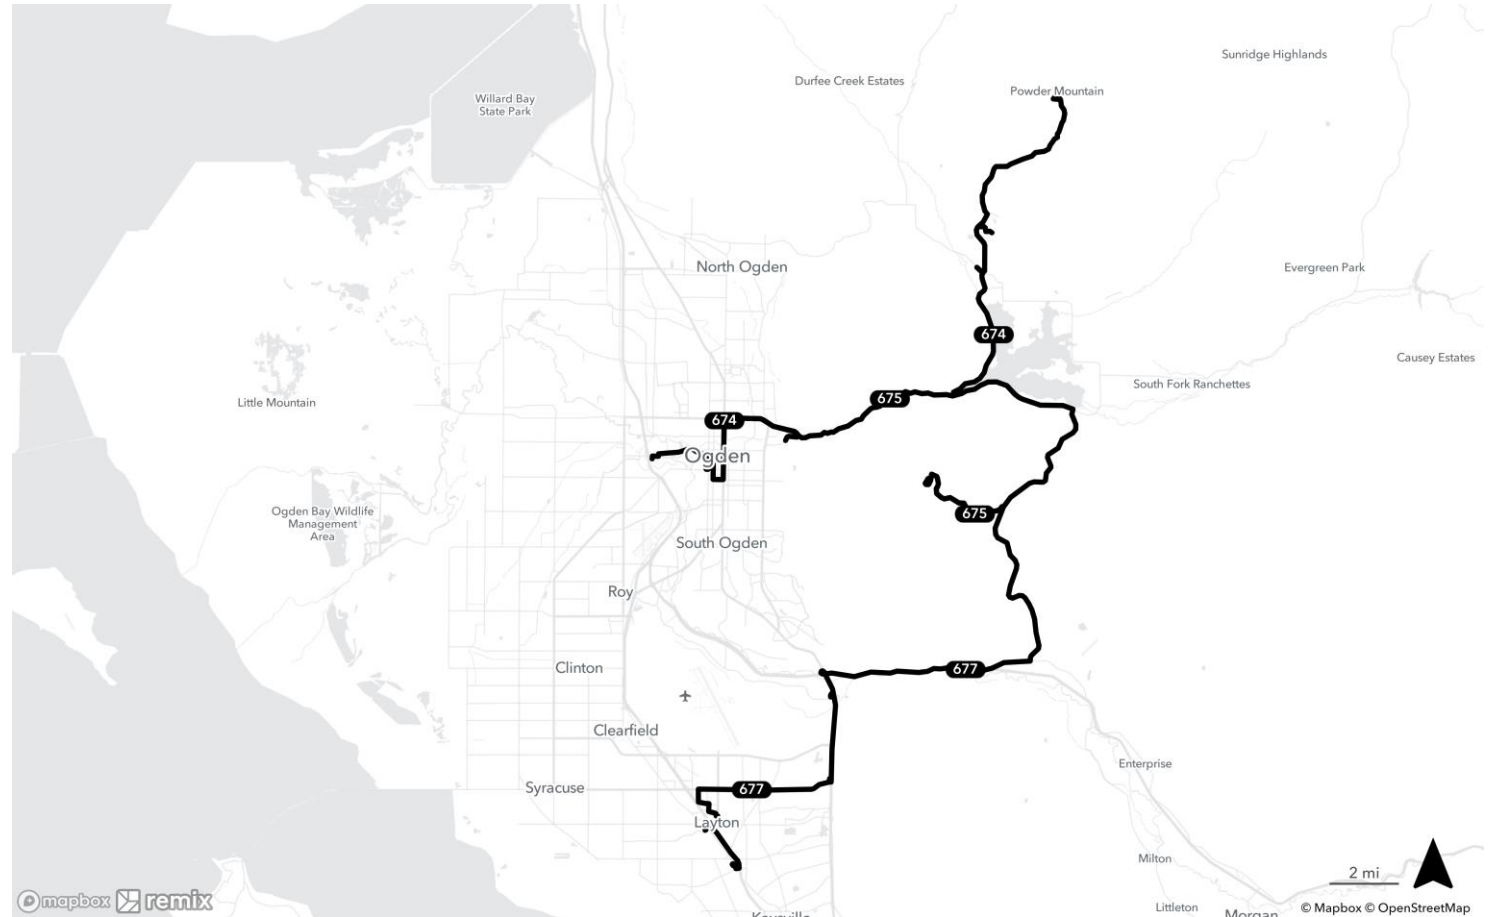 Sunridge Highlands
Durfee Creek Estates
Powder Mountain
Willard Bay
State Park
North Ogden
Evergreen Park
674
Causey Estates
South Fork Ranchettes
675
Little Mountain
674
Ogden
Ogden Bay Wildlife
Management
Area
675
South Ogden
Roy
Clinton
677
Clearfield
Enterprise
Syracuse
677
Layton
Milton
2 mi
mapbox remix
Littleton
© Mapbox © OpenStreetMap